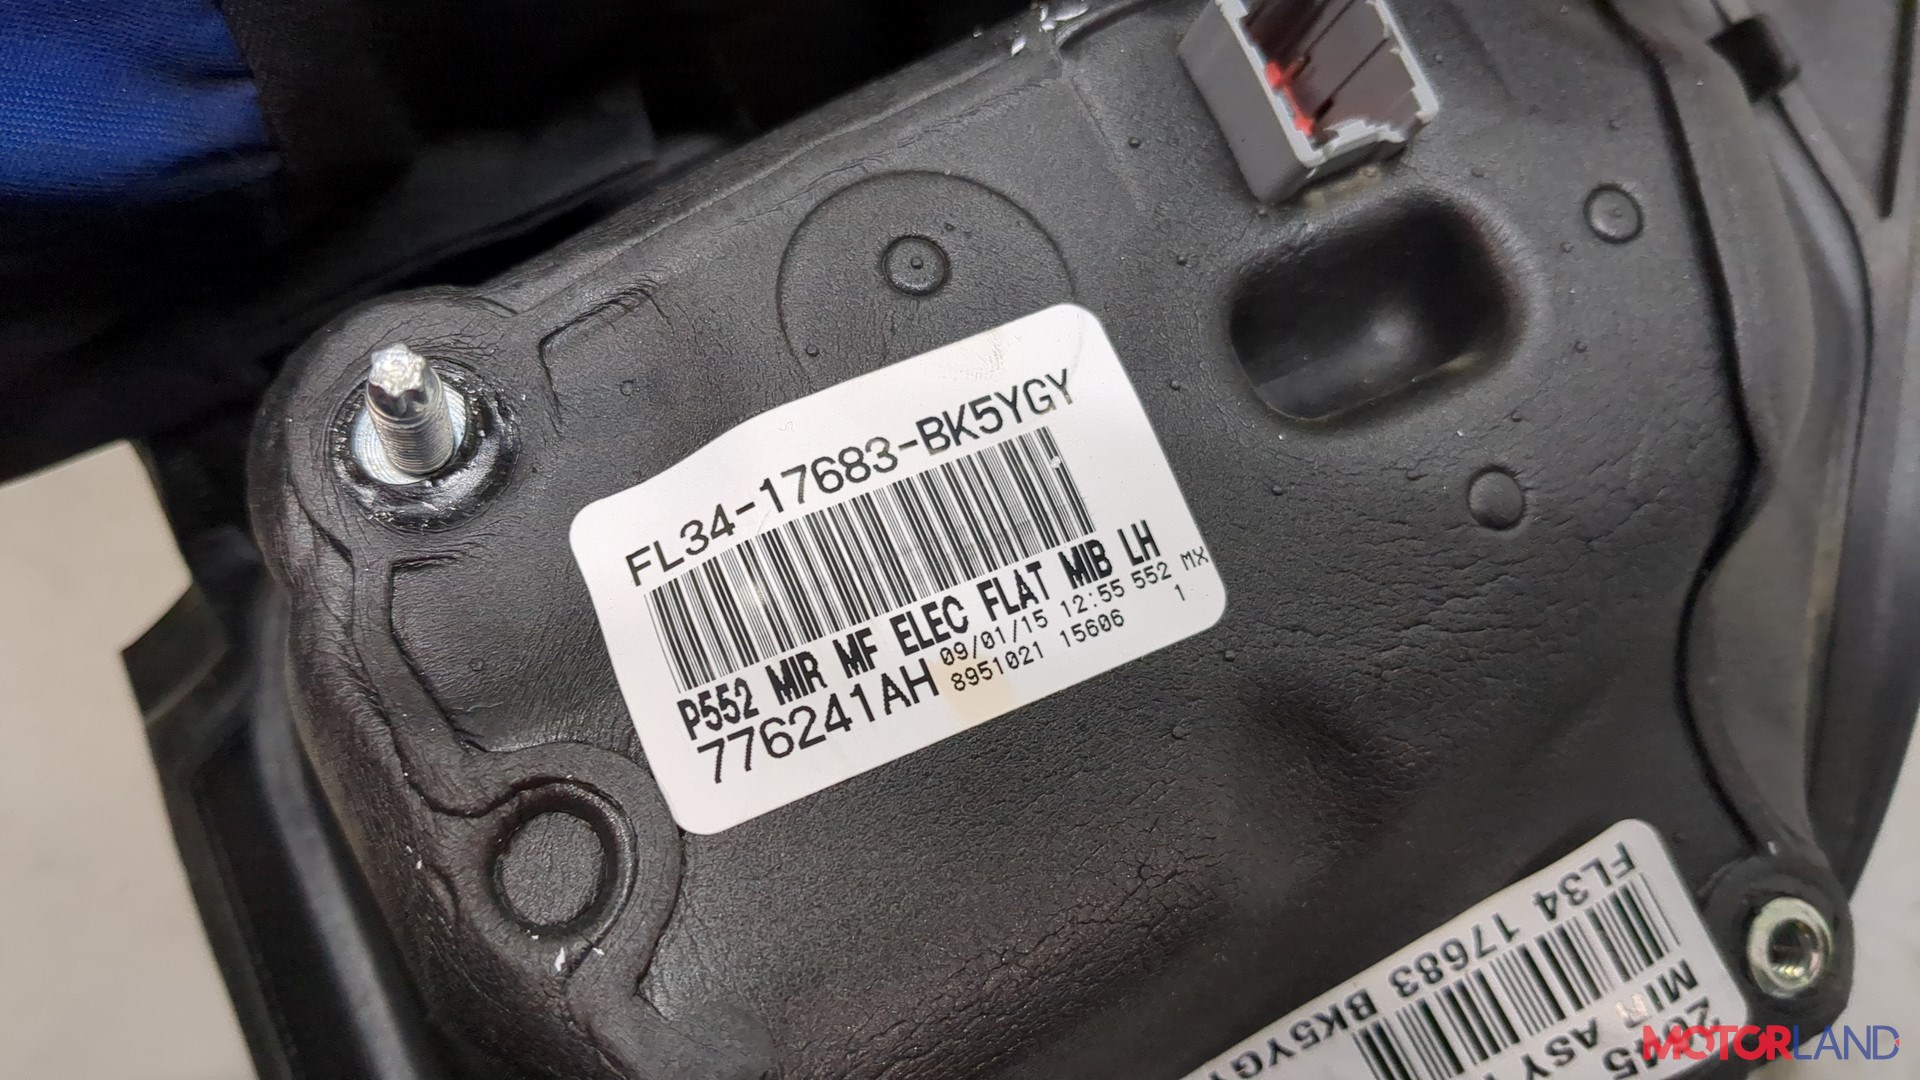 FL34-17683-BK5YGY
P552 MIR MF ELEC FLAT MIB LH
776241AH 09/01/15 12:55 552 MX
8951021 15606 1
FL34 17683 BK5YGY
MIR ASY
MOTORLAND